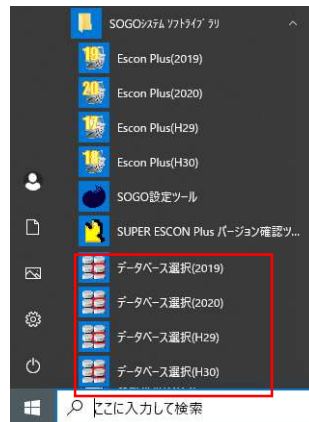 SOGOｼｽﾃﾑ ｿﾌﾄﾗｲﾌﾞﾗﾘ
Escon Plus(2019)
Escon Plus(2020)
Escon Plus(H29)
Escon Plus(H30)
SOGO設定ツール
SUPER ESCON Plus バージョン確認ツ...
データベース選択(2019)
データベース選択(2020)
データベース選択(H29)
データベース選択(H30)
ここに入力して検索